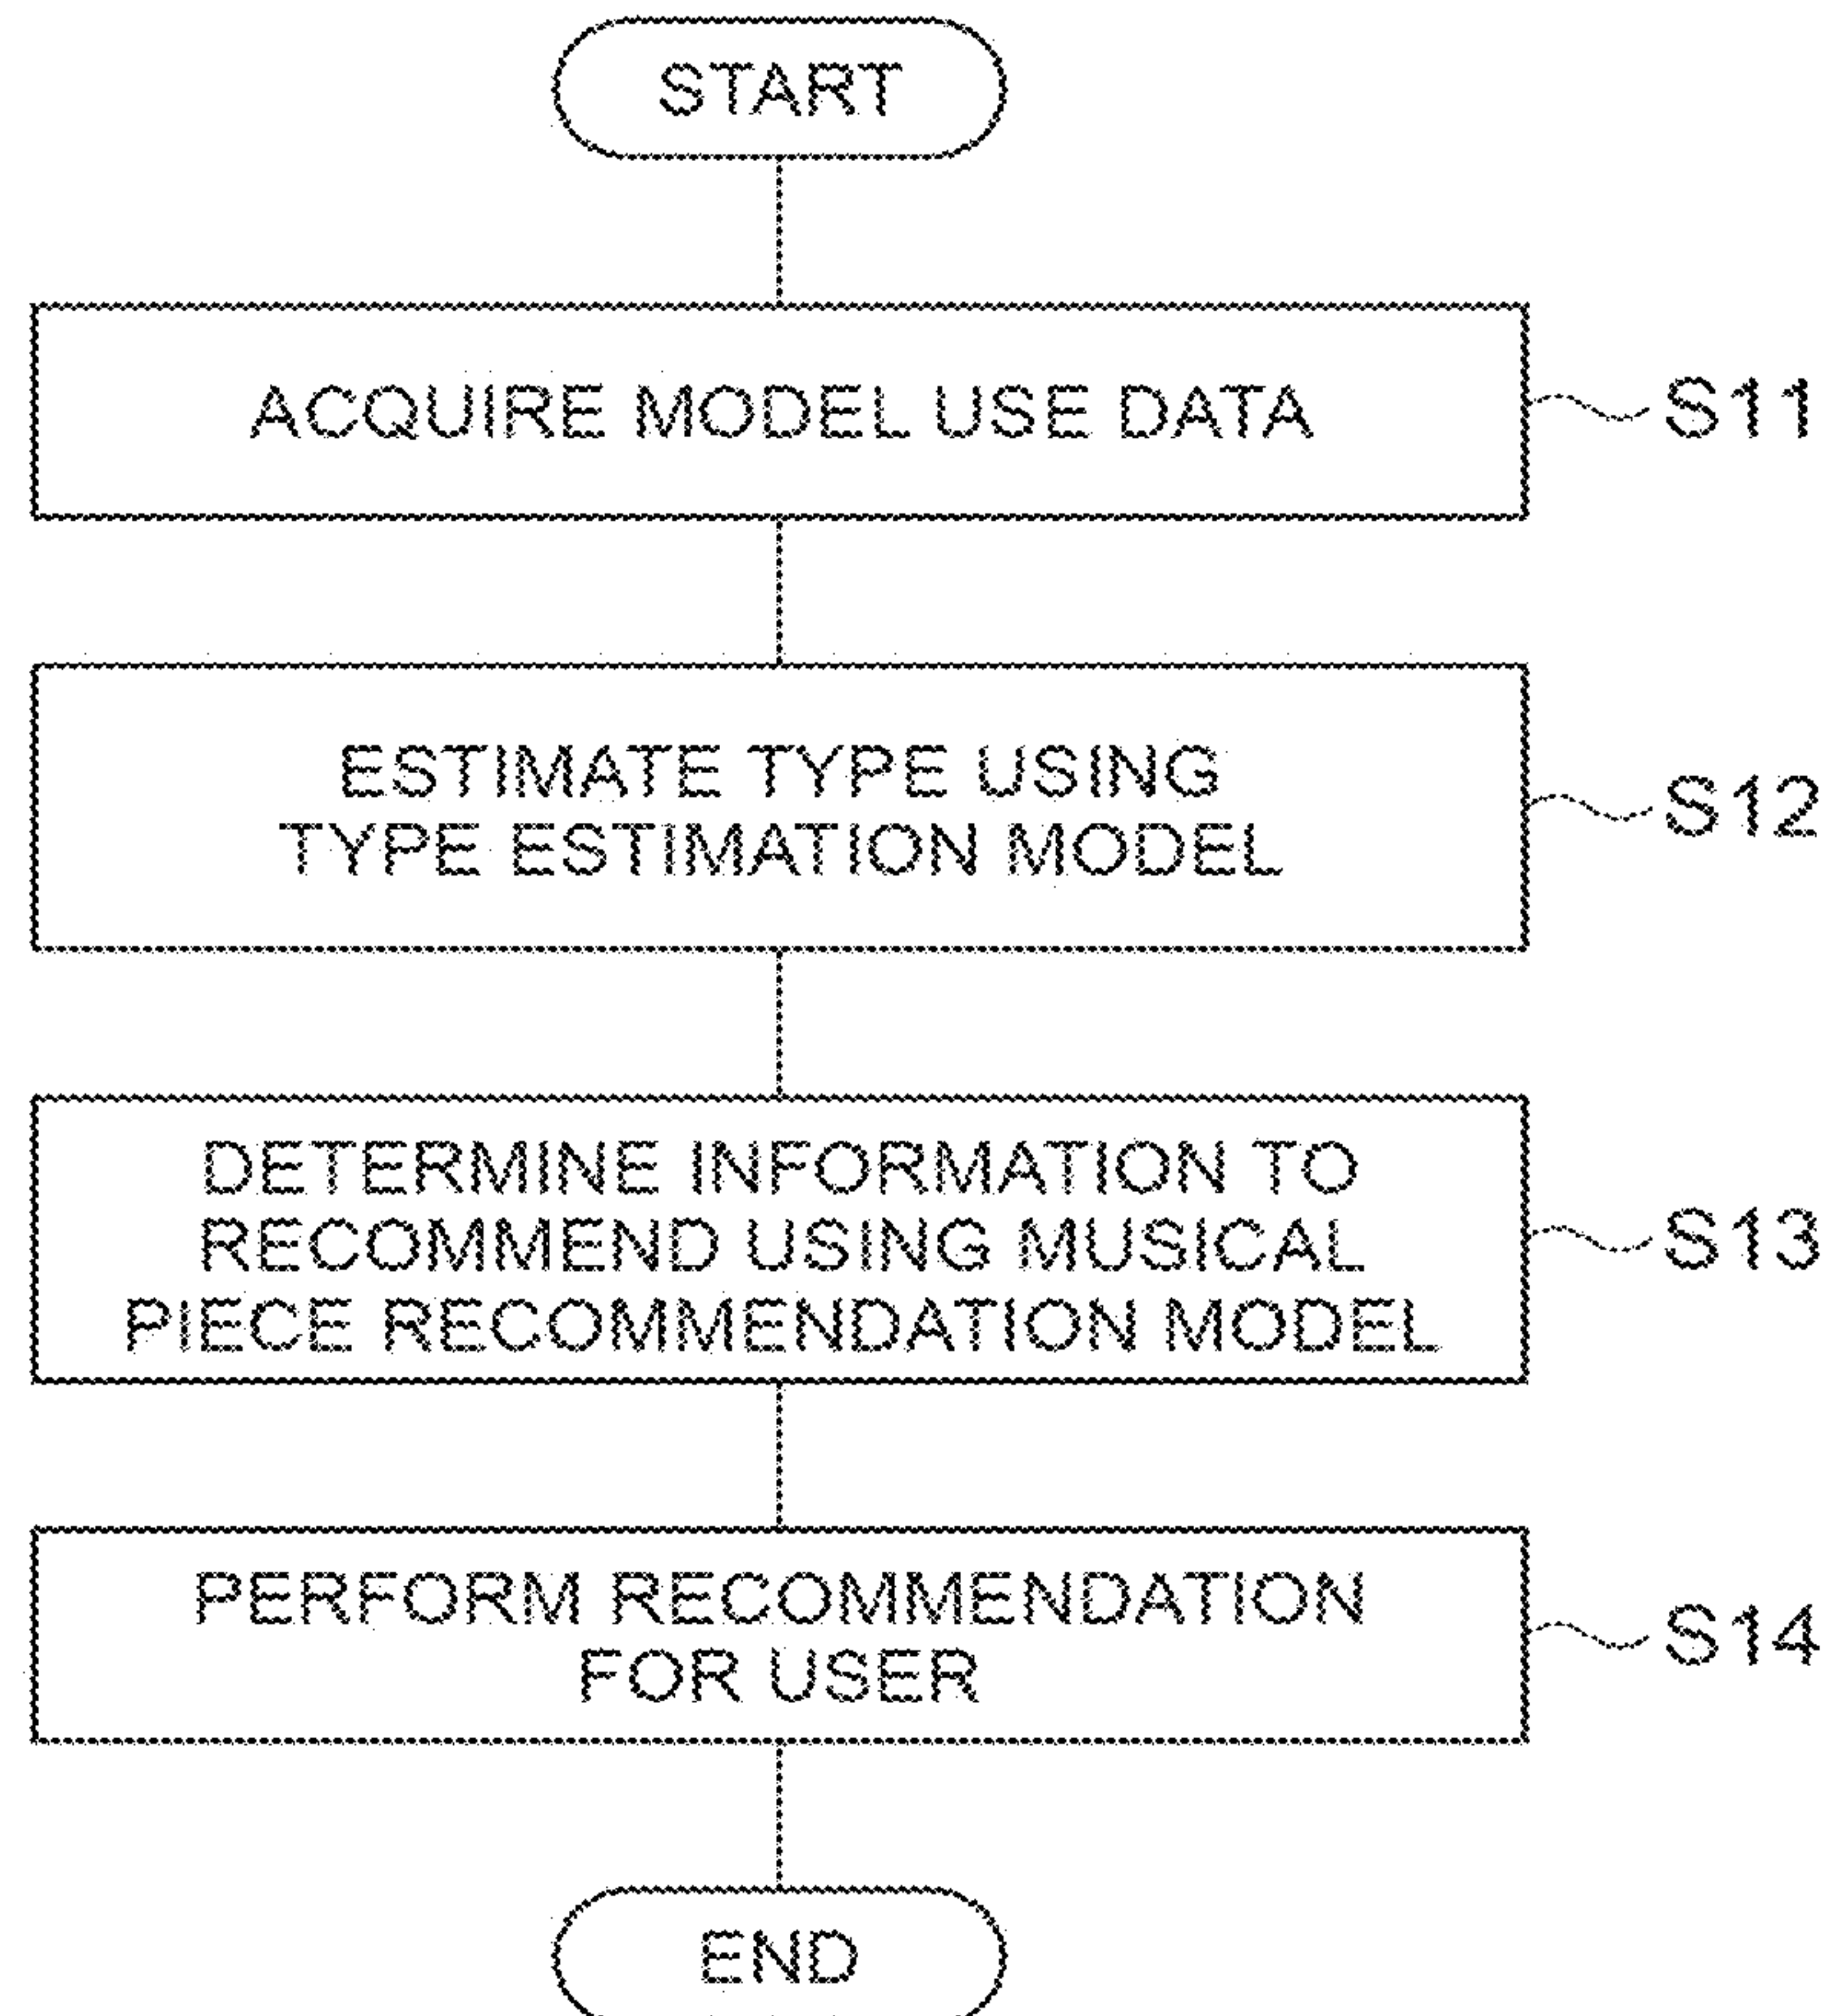 START
ACQUIRE MODEL USE DATA
S11
ESTIMATE TYPE USING
TYPE ESTIMATION MODEL
S12
DETERMINE INFORMATION TO
RECOMMEND USING MUSICAL
PIECE RECOMMENDATION MODEL
S13
PERFORM RECOMMENDATION
FOR USER
S14
END